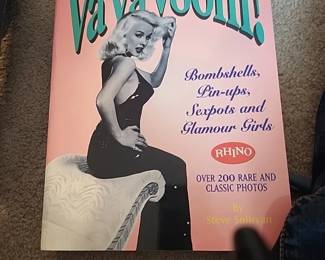 Va Va Voom!
Bombshells,
Pin-ups,
Sexpots and
Glamour Girls
RHINO
OVER 200 RARE AND
CLASSIC PHOTOS
By
Steve Sullivan